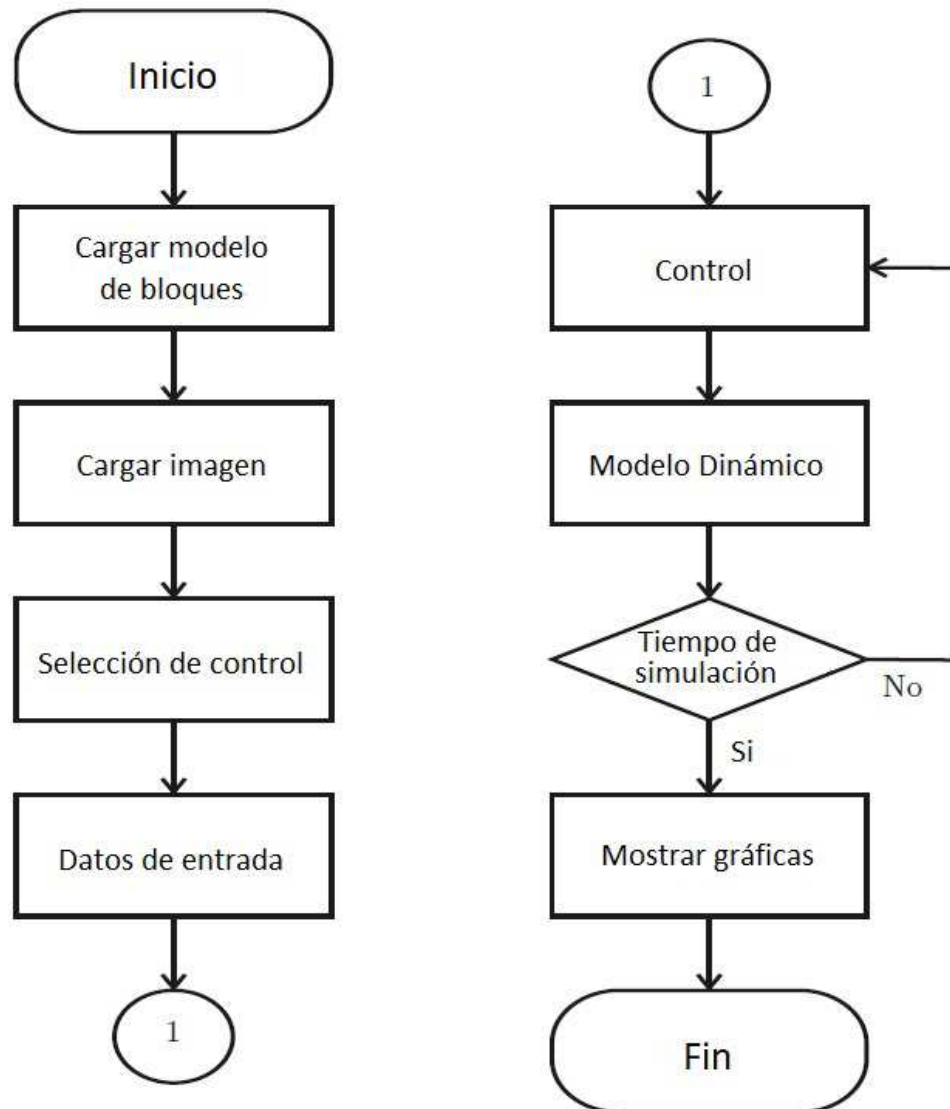 Inicio
Cargar modelo
de bloques
Cargar imagen
Selección de control
Datos de entrada
1
1
Control
Modelo Dinámico
Tiempo de
simulación
No
Si
Mostrar gráficas
Fin